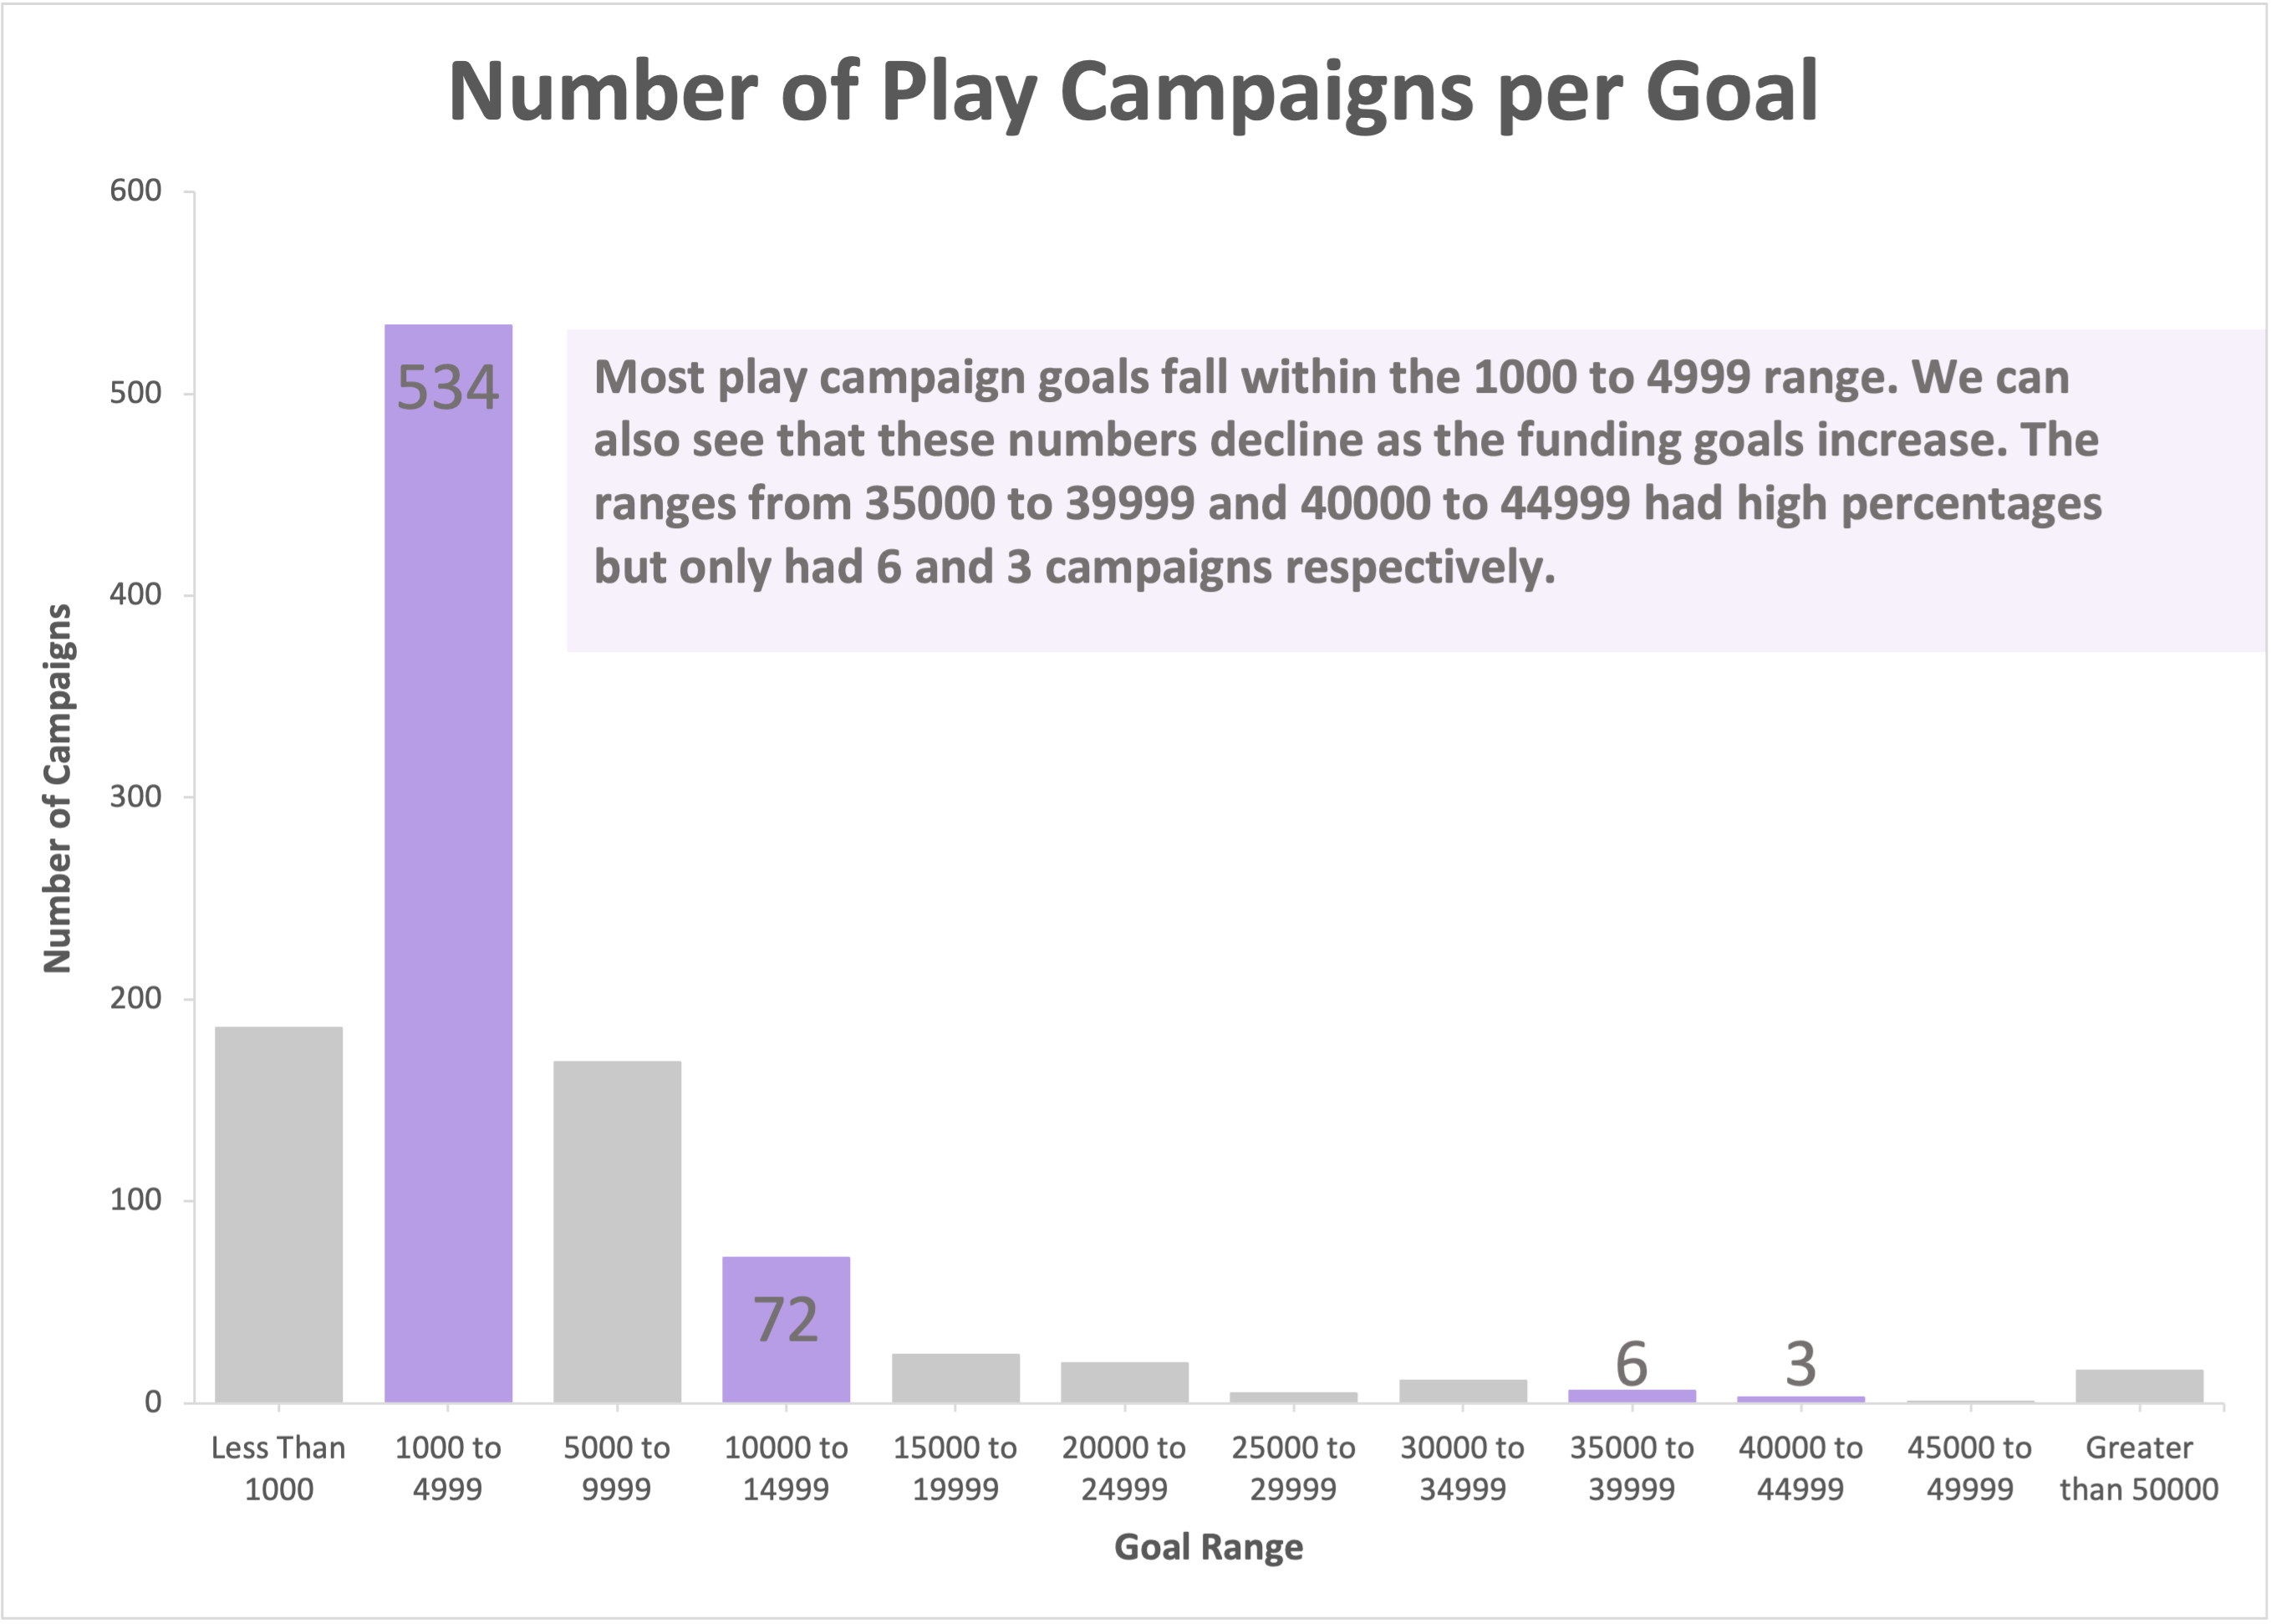 Number of Play Campaigns per Goal
600
500
400
300
200
100
0
Number of Campaigns
534
72
6
3
Most play campaign goals fall within the 1000 to 4999 range. We can
also see that these numbers decline as the funding goals increase. The
ranges from 35000 to 39999 and 40000 to 44999 had high percentages
but only had 6 and 3 campaigns respectively.
Less Than
1000
1000 to
4999
5000 to
9999
10000 to
14999
15000 to
19999
20000 to
24999
25000 to
29999
30000 to
34999
35000 to
39999
40000 to
44999
45000 to
49999
Greater
than 50000
Goal Range